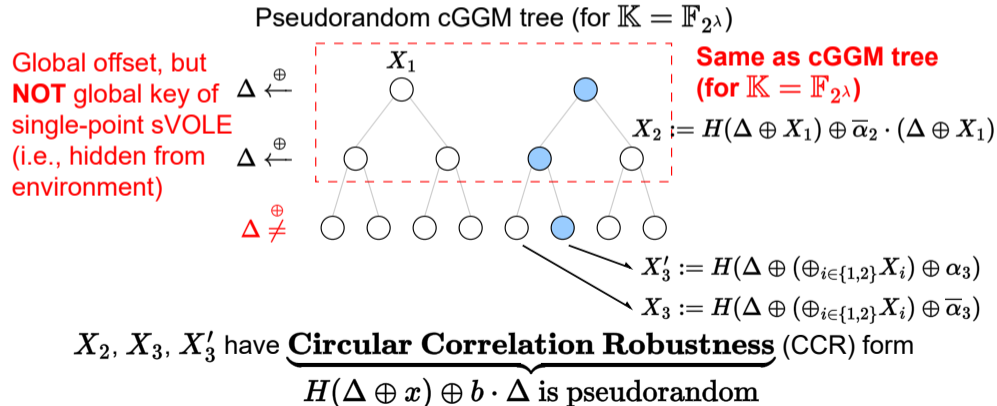 Pseudorandom cGGM tree (for 𝕂 = 𝔽_{2^λ})
Global offset, but
NOT global key of
single-point sVOLE
(i.e., hidden from
environment)
Δ ⟵^⊕
Δ ⟵^⊕
Δ ≠^⊕
X₁
Same as cGGM tree
(for 𝕂 = 𝔽_{2^λ})
X₂ := H(Δ ⊕ X₁) ⊕ ᾱ₂ · (Δ ⊕ X₁)
X₃′ := H(Δ ⊕ (⊕_{i∈{1,2}} X_i) ⊕ α₃)
X₃ := H(Δ ⊕ (⊕_{i∈{1,2}} X_i) ⊕ ᾱ₃)
X₂, X₃, X₃′ have Circular Correlation Robustness (CCR) form
H(Δ ⊕ x) ⊕ b · Δ is pseudorandom